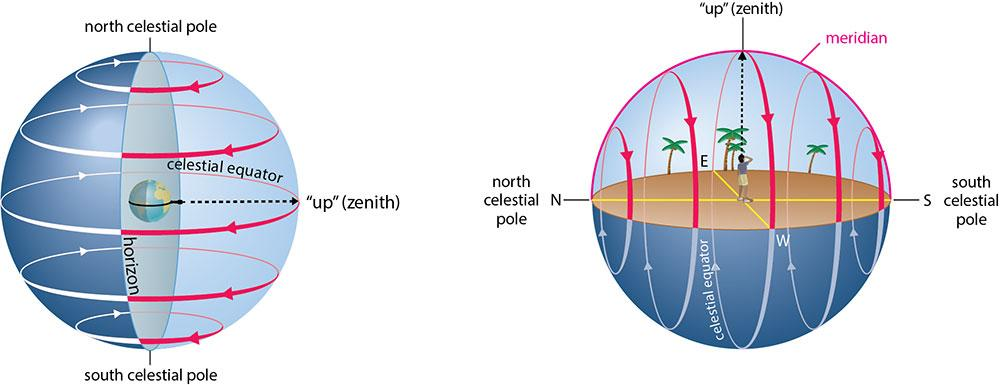 north celestial pole
celestial equator
"up" (zenith)
horizon
south celestial pole
"up" (zenith)
meridian
E
north
celestial
pole
N
S
south
celestial
pole
W
celestial equator